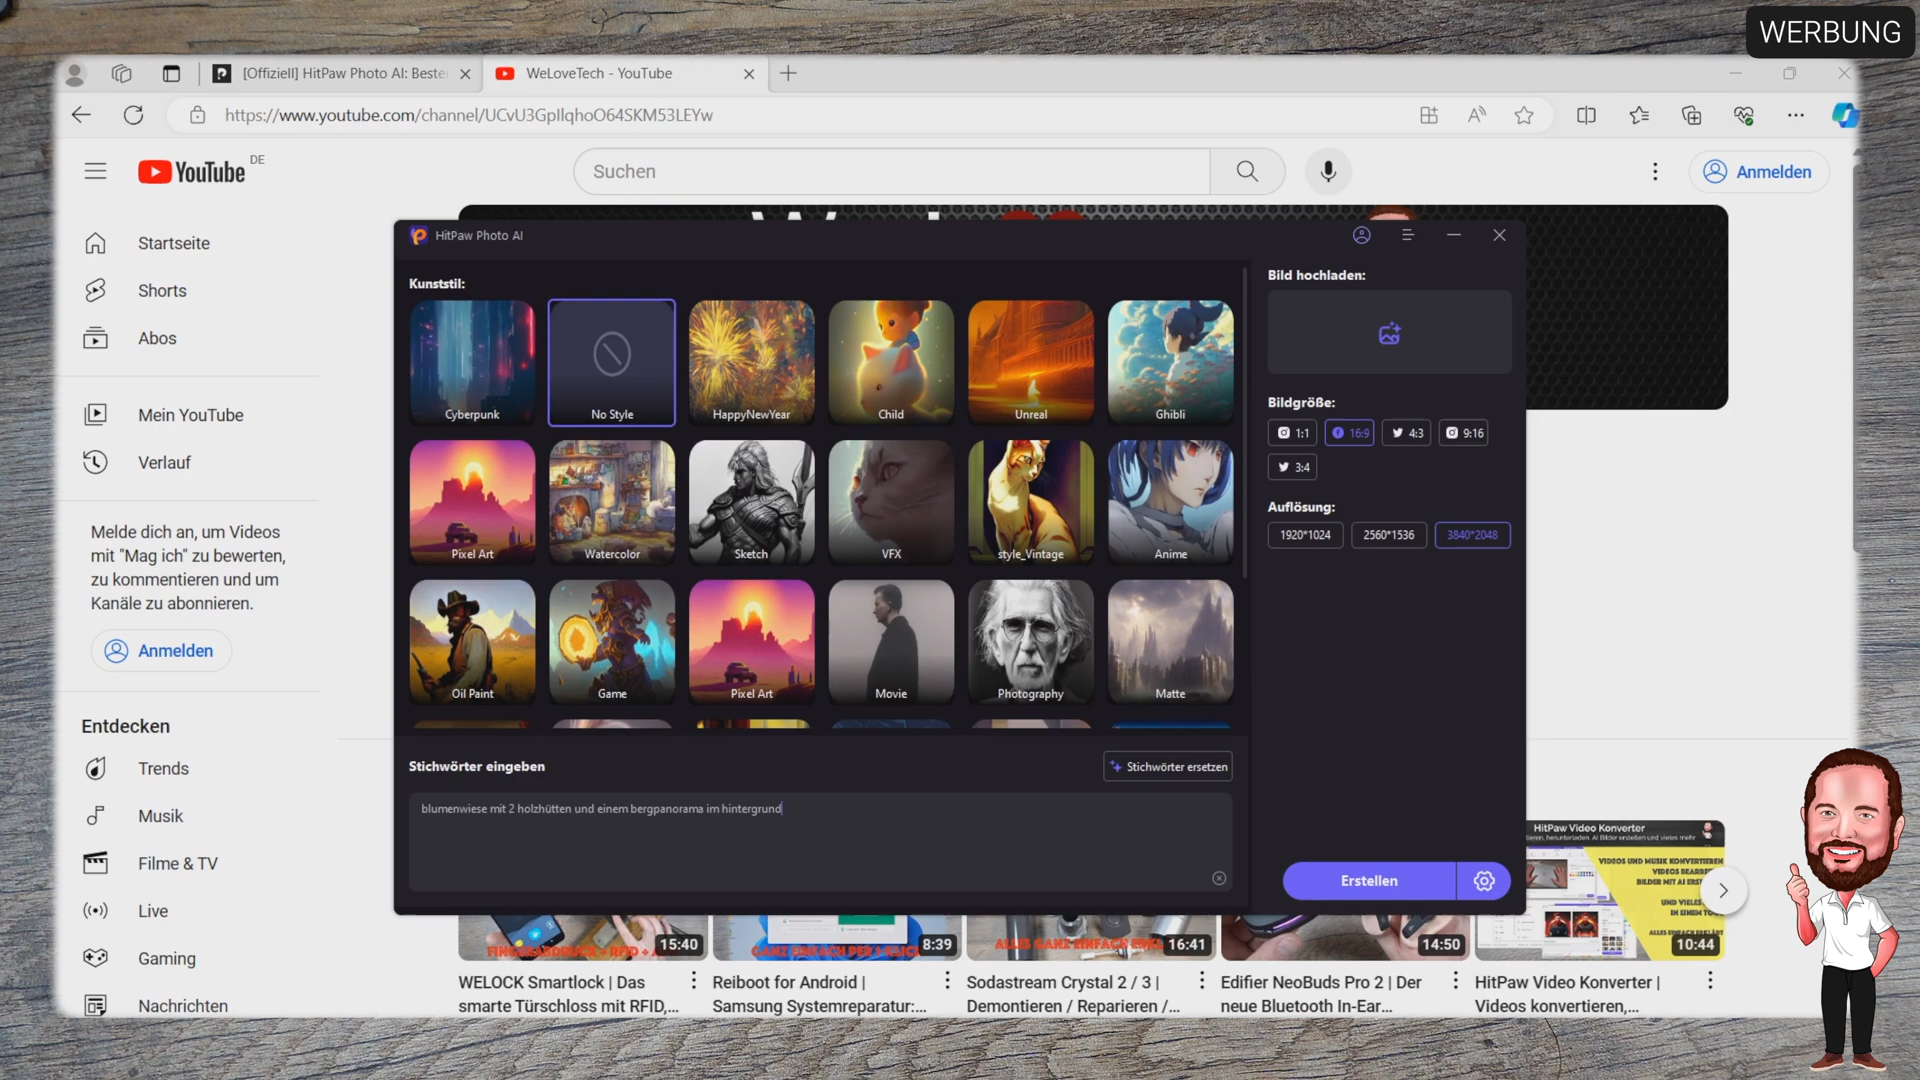 WERBUNG
[Offiziell] HitPaw Photo AI: Beste
WeLoveTech - YouTube
https://www.youtube.com/channel/UCvU3GpIlqhoO64SKM53LEYw
YouTube DE
Suchen
Anmelden
Startseite
Shorts
Abos
Mein YouTube
Verlauf
Melde dich an, um Videos
mit "Mag ich" zu bewerten,
zu kommentieren und um
Kanäle zu abonnieren.
Anmelden
Entdecken
Trends
Musik
Filme & TV
Live
Gaming
Nachrichten
HitPaw Photo AI
Kunststil:
Cyberpunk
No Style
HappyNewYear
Child
Unreal
Ghibli
Pixel Art
Watercolor
Sketch
VFX
style_Vintage
Anime
Oil Paint
Game
Pixel Art
Movie
Photography
Matte
Stichwörter eingeben
Stichwörter ersetzen
blumenwiese mit 2 holzhütten und einem bergpanorama im hintergrund
Bild hochladen:
Bildgröße:
1:1
16:9
4:3
9:16
3:4
Auflösung:
1920*1024
2560*1536
3840*2048
Erstellen
HitPaw Video Konverter
VIDEOS UND MUSIK KONVERTIEREN
15:40
8:39
16:41
14:50
10:44
WELOCK Smartlock | Das
smarte Türschloss mit RFID,...
Reiboot for Android |
Samsung Systemreparatur:...
Sodastream Crystal 2 / 3 |
Demontieren / Reparieren /...
Edifier NeoBuds Pro 2 | Der
neue Bluetooth In-Ear...
HitPaw Video Konverter |
Videos konvertieren,...